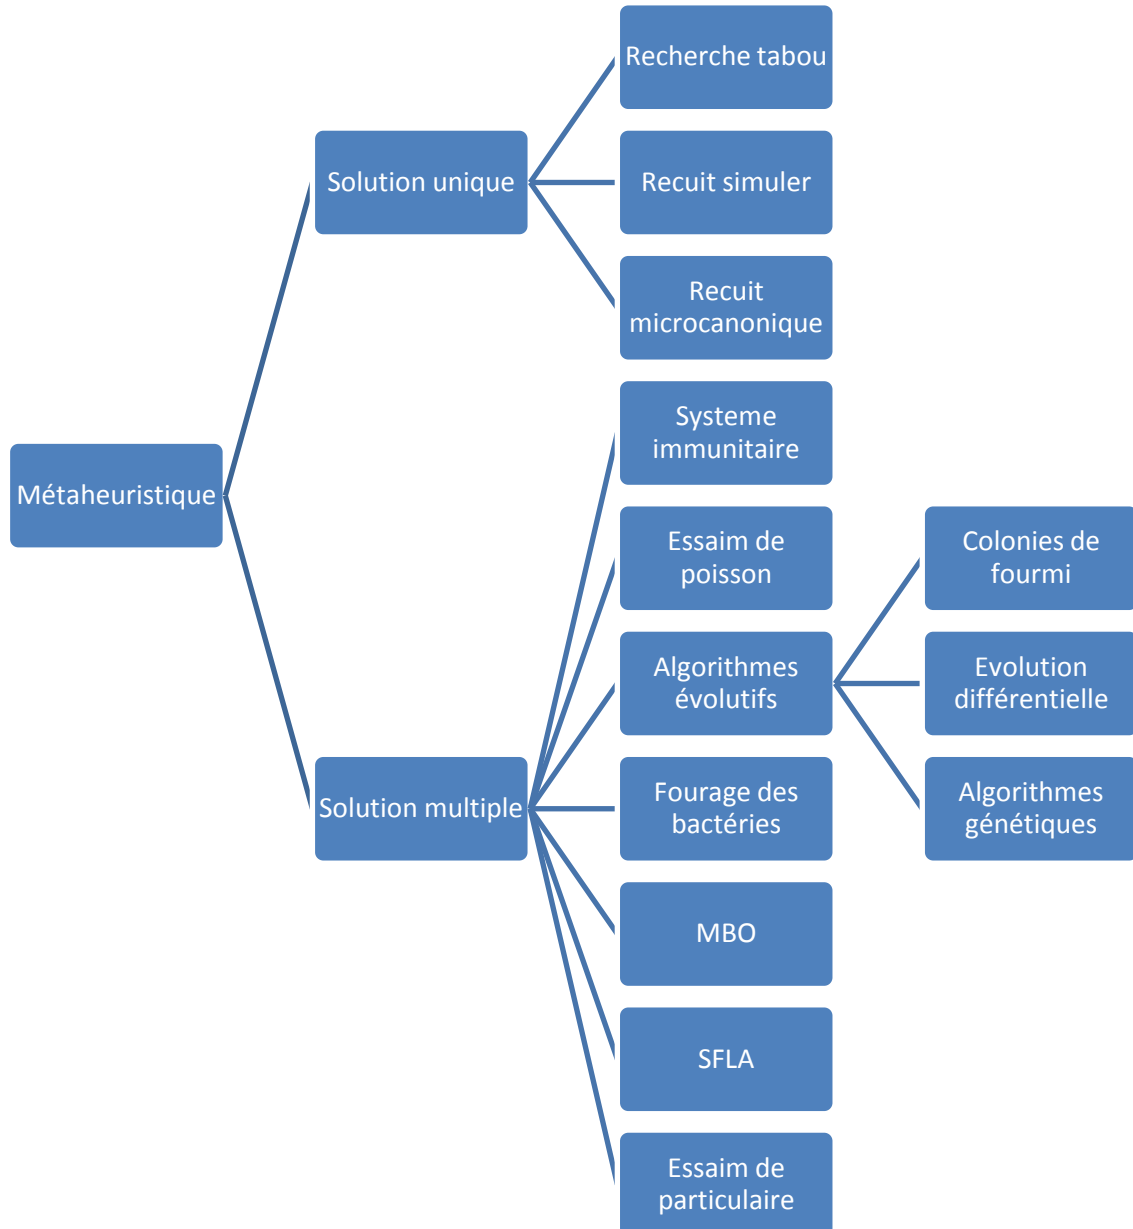 Métaheuristique
Solution unique
Recherche tabou
Recuit simuler
Recuit
microcanonique
Solution multiple
Systeme
immunitaire
Essaim de
poisson
Algorithmes
évolutifs
Colonies de
fourmi
Evolution
différentielle
Algorithmes
génétiques
Fourage des
bactéries
MBO
SFLA
Essaim de
particulaire